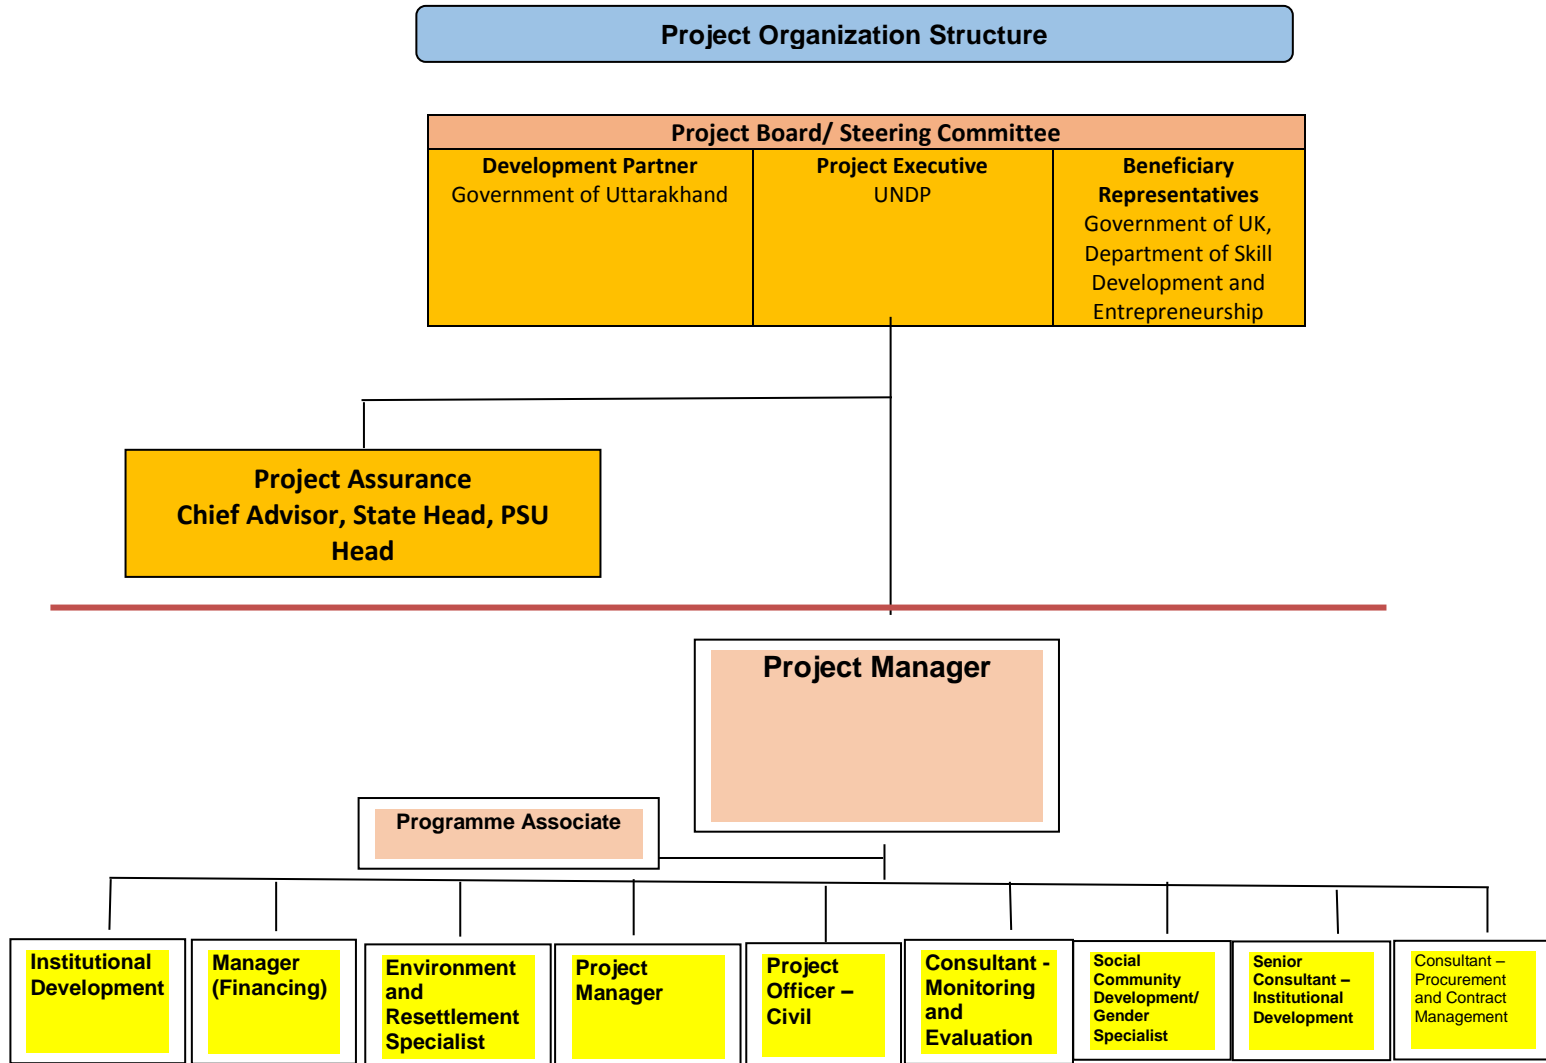 Project Organization Structure
Project Board/ Steering Committee
Development Partner
Government of Uttarakhand
Project Executive
UNDP
Beneficiary
Representatives
Government of UK,
Department of Skill
Development and
Entrepreneurship
Project Assurance
Chief Advisor, State Head, PSU
Head
Project Manager
Programme Associate
Institutional
Development
Manager
(Financing)
Environment
and
Resettlement
Specialist
Project
Manager
Project
Officer –
Civil
Consultant -
Monitoring
and
Evaluation
Social
Community
Development/
Gender
Specialist
Senior
Consultant –
Institutional
Development
Consultant –
Procurement
and Contract
Management